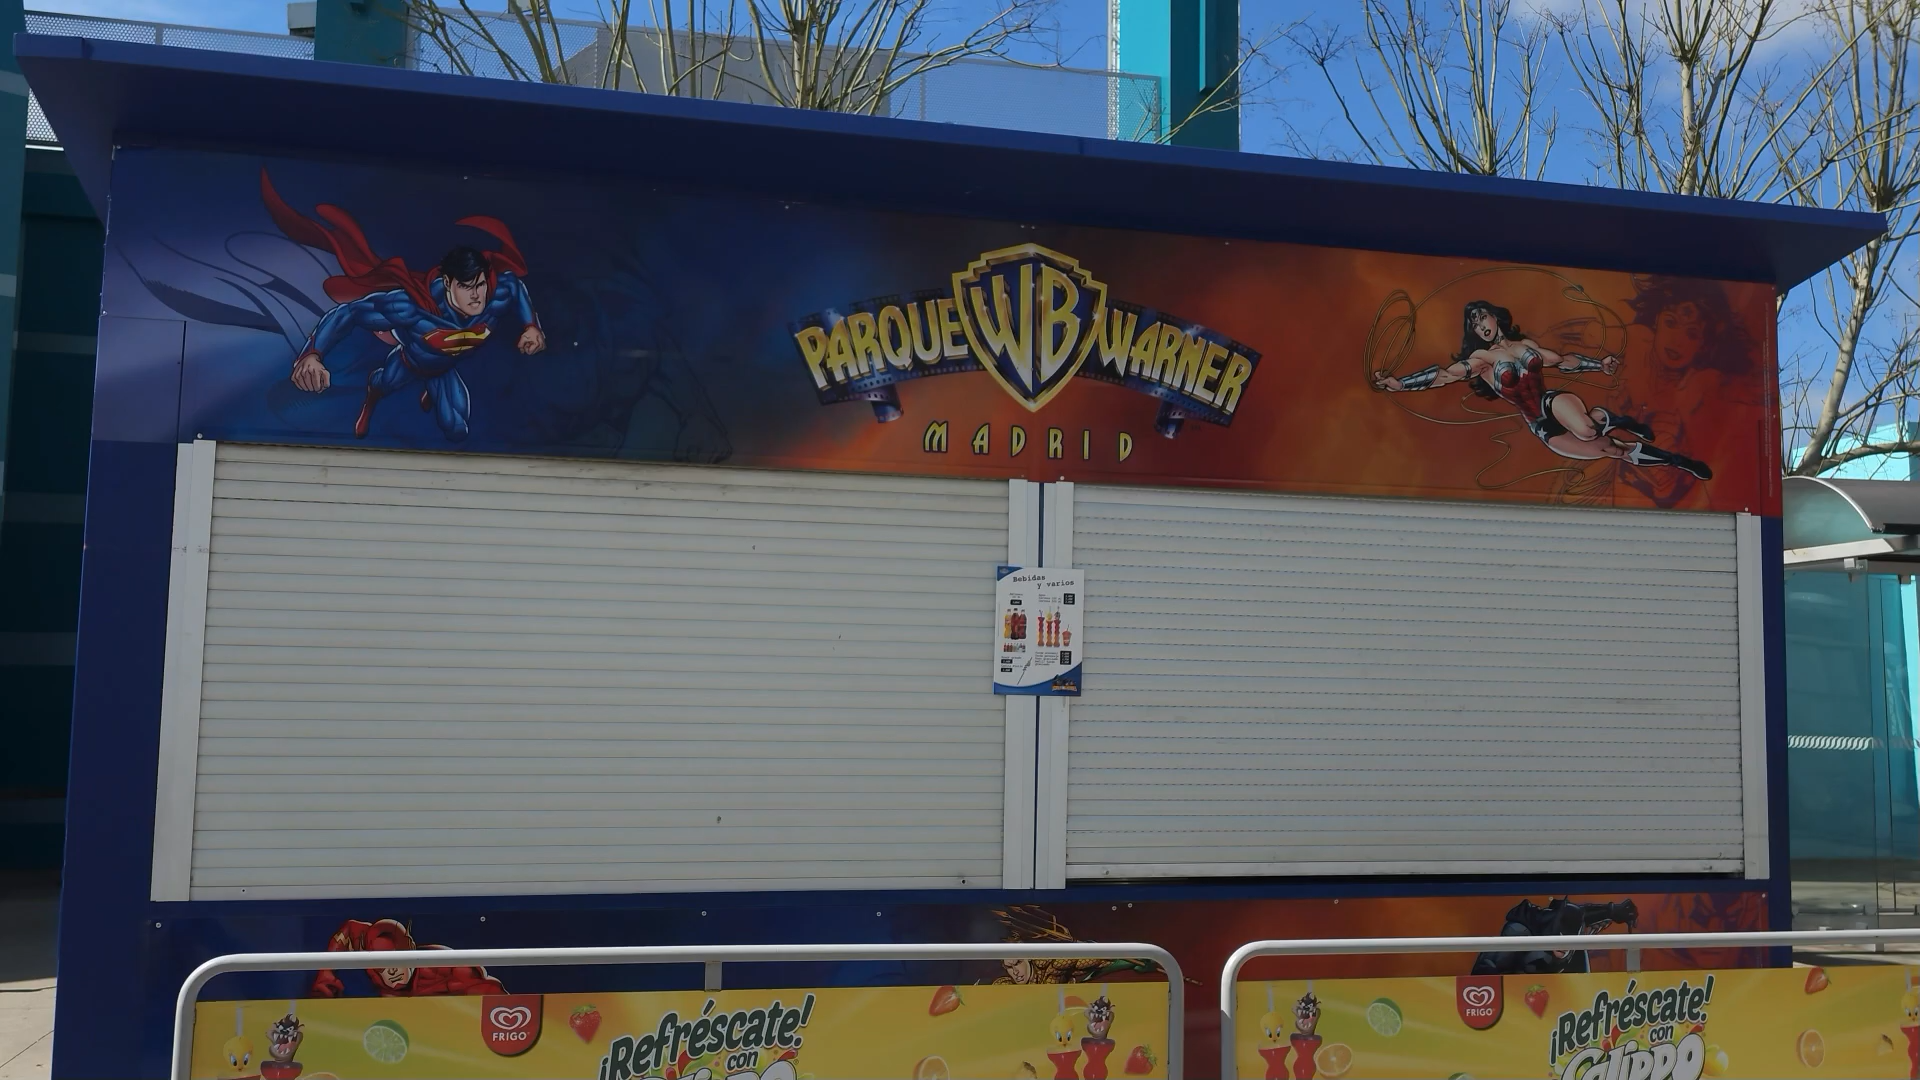 PARQUE WB WARNER
MADRID
Bebidas
y varios
FRIGO
¡Refréscate!
con
FRIGO
¡Refréscate!
con
Calippo